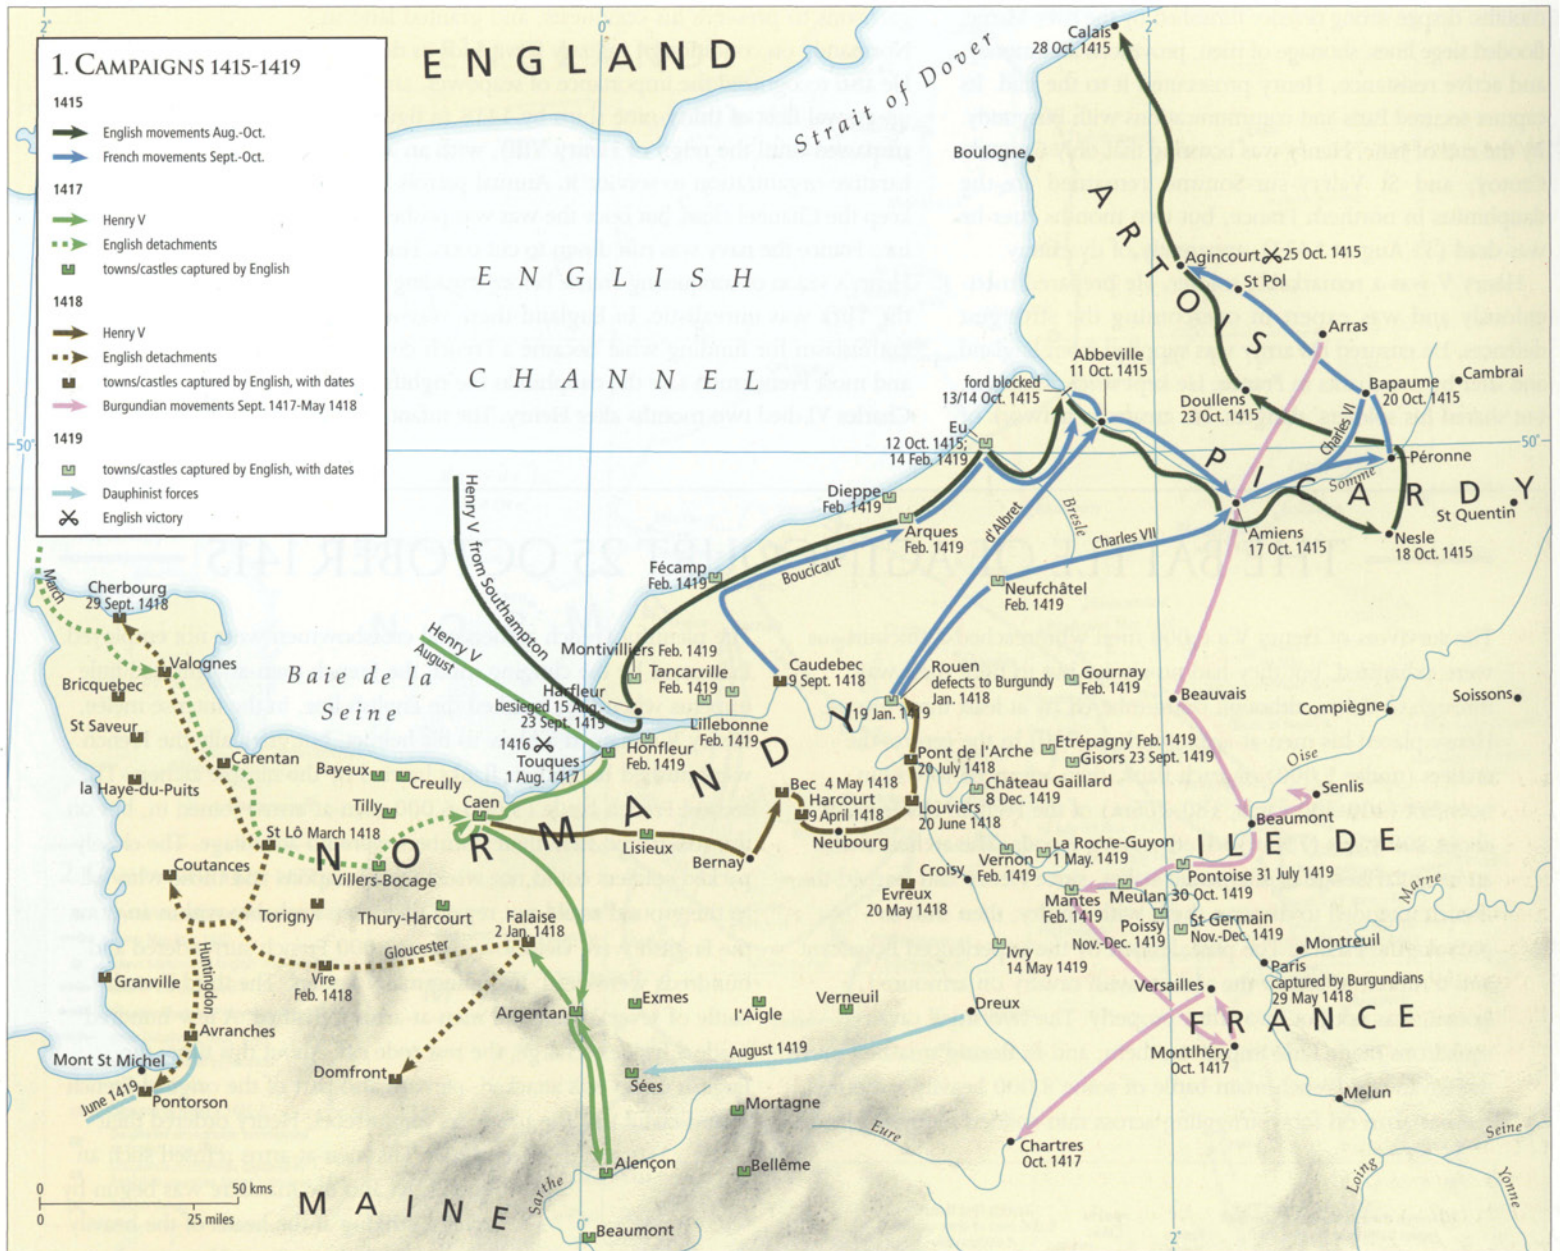 2°
0°
2°
1. CAMPAIGNS 1415-1419
1415
English movements Aug.-Oct.
French movements Sept.-Oct.
1417
Henry V
English detachments
towns/castles captured by English
1418
Henry V
English detachments
towns/castles captured by English, with dates
Burgundian movements Sept. 1417-May 1418
1419
towns/castles captured by English, with dates
Dauphinist forces
English victory
ENGLAND
Strait of Dover
ENGLISH
CHANNEL
Calais
28 Oct. 1415
Boulogne
ARTOIS
Agincourt
25 Oct. 1415
St Pol
Arras
Cambrai
Bapaume
20 Oct. 1415
Doullens
23 Oct. 1415
Charles VI
Abbeville
11 Oct. 1415
ford blocked
13/14 Oct. 1415
Eu
12 Oct. 1415;
14 Feb. 1419
50°
50°
Péronne
Somme
PICARDY
St Quentin
Nesle
18 Oct. 1415
Amiens
17 Oct. 1415
Bresle
d'Albret
Charles VII
Dieppe
Feb. 1419
Arques
Feb. 1419
Boucicaut
Fécamp
Feb. 1419
Neufchâtel
Feb. 1419
Henry V from Southampton
Henry V
August
March
Cherbourg
29 Sept. 1418
Valognes
Bricquebec
St Saveur
Carentan
la Haye-du-Puits
Baie de la
Seine
Montivilliers Feb. 1419
Tancarville
Feb. 1419
Harfleur
besieged 15 Aug.-
23 Sept. 1415
Lillebonne
Feb. 1419
1416
Touques
1 Aug. 1417
Honfleur
Feb. 1419
Caudebec
9 Sept. 1418
Rouen
defects to Burgundy
Jan. 1418
19 Jan. 1419
Gournay
Feb. 1419
Beauvais
Compiègne
Soissons
Oise
Bayeux
Creully
Tilly
Caen
St Lô March 1418
Coutances
Villers-Bocage
NORMANDY
Lisieux
Bernay
Bec 4 May 1418
Harcourt
9 April 1418
Neubourg
Pont de l'Arche
20 July 1418
Louviers
20 June 1418
Etrépagny Feb. 1419
Gisors 23 Sept. 1419
Château Gaillard
8 Dec. 1419
Senlis
Beaumont
ILE DE
FRANCE
La Roche-Guyon
1 May. 1419
Vernon
Feb. 1419
Croisy
Evreux
20 May 1418
Pontoise 31 July 1419
Meulan 30 Oct. 1419
Mantes
Feb. 1419
Poissy
Nov.-Dec. 1419
St-Germain
Nov.-Dec. 1419
Marne
Montreuil
Paris
captured by Burgundians
29 May 1418
Versailles
Montlhéry
Oct. 1417
Ivry
14 May 1419
Dreux
Torigny
Thury-Harcourt
Falaise
2 Jan. 1418
Gloucester
Vire
Feb. 1418
Huntingdon
Granville
Avranches
Mont St Michel
June 1419
Pontorson
Domfront
Argentan
Exmes
l'Aigle
Verneuil
August 1419
Sées
Mortagne
Bellême
Alençon
Sarthe
Beaumont
MAINE
Eure
Chartres
Oct. 1417
Melun
Seine
Loing
Yonne
0
50 kms
0
25 miles
0°
2°